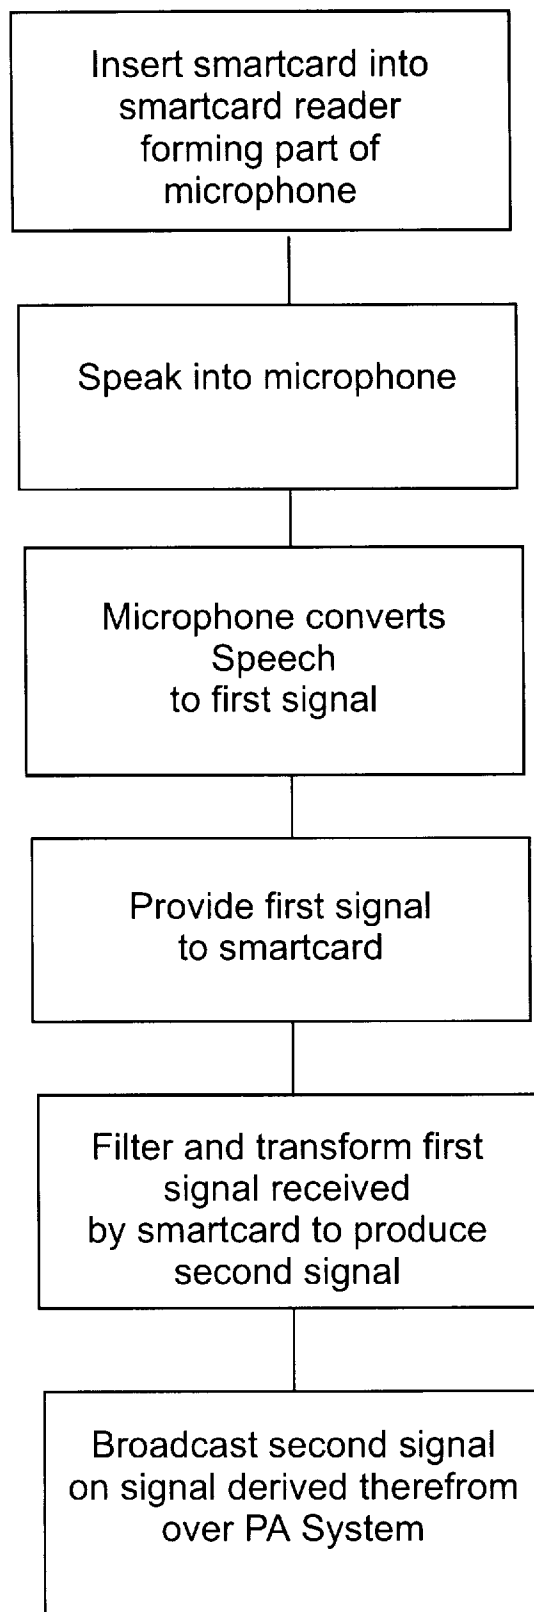 Insert smartcard into
smartcard reader
forming part of
microphone
Speak into microphone
Microphone converts
Speech
to first signal
Provide first signal
to smartcard
Filter and transform first
signal received
by smartcard to produce
second signal
Broadcast second signal
on signal derived therefrom
over PA System